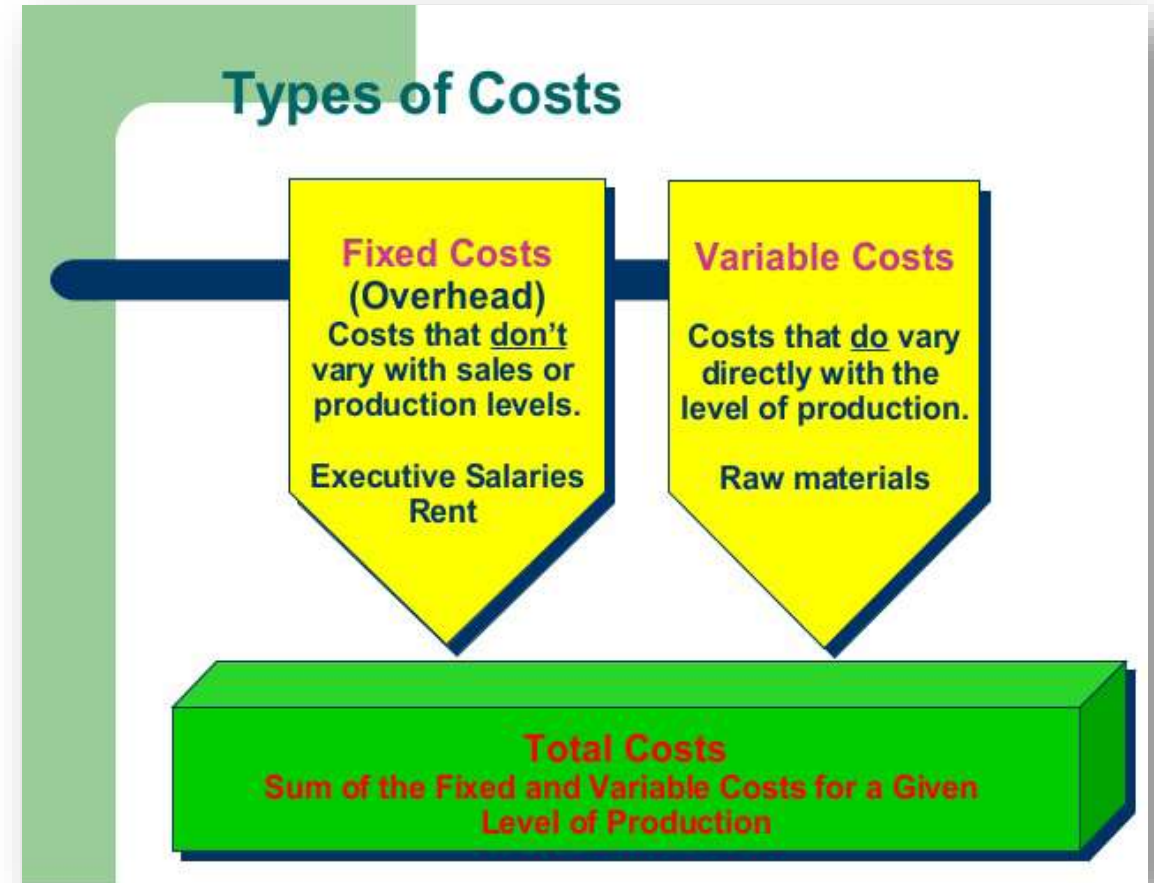 Types of Costs
Fixed Costs
(Overhead)
Costs that don’t
vary with sales or
production levels.
Executive Salaries
Rent
Variable Costs
Costs that do vary
directly with the
level of production.
Raw materials
Total Costs
Sum of the Fixed and Variable Costs for a Given
Level of Production